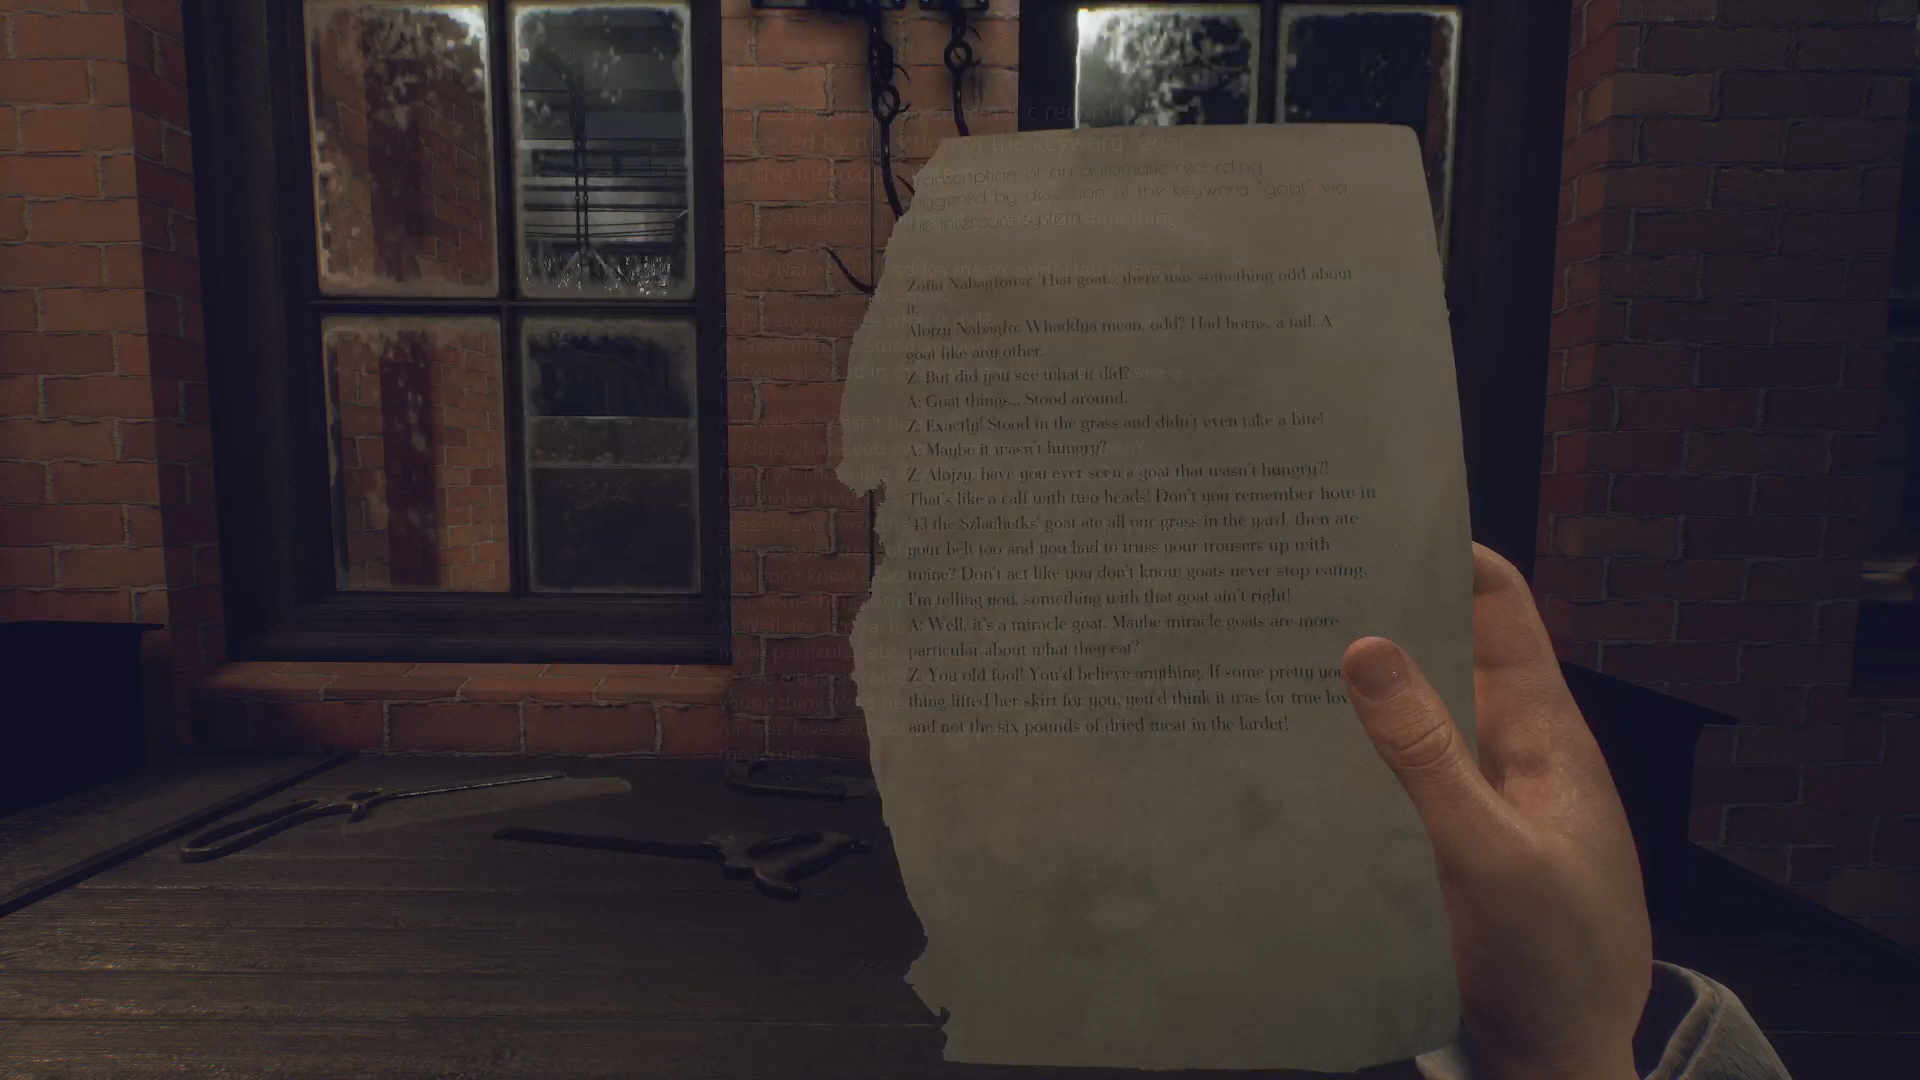 Transcription of an automatic recording
triggered by detection of the keyword "goat" via
the Intercom system
Zofia Nabagłowa: That goat... there was something odd about
it.
Alojzy Nabagło: Whaddya mean, odd? Had horns, a tail. A
goat like any other.
Z: But did you see what it did?
A: Goat things... Stood around.
Z: Exactly! Stood in the grass and didn't even take a bite!
A: Maybe it wasn't hungry?
Z: Alojzy, have you ever seen a goat that wasn't hungry?!
That's like a calf with two heads! Don't you remember how in
'43 the Szlachetks' goat ate all our grass in the yard, then ate
your belt too and you had to truss your trousers up with
twine? Don't act like you don't know goats never stop eating.
I'm telling you, something with that goat ain't right!
A: Well, it's a miracle goat. Maybe miracle goats are more
particular about what they eat?
Z: You old fool! You'd believe anything. If some pretty you
thing lifted her skirt for you, you'd think it was for true lov
and not the six pounds of dried meat in the larder!